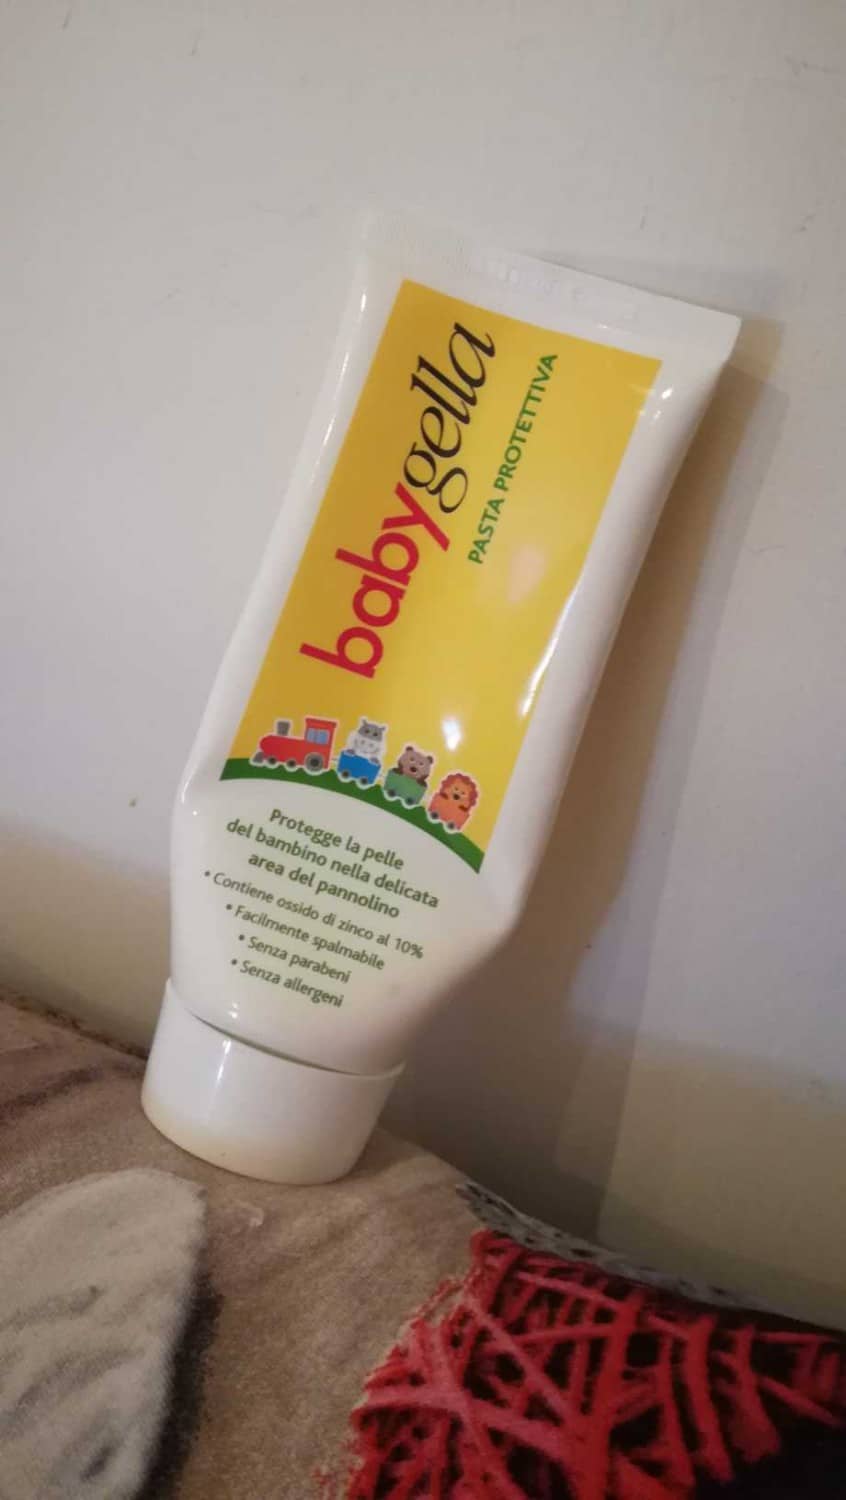 babygella
PASTA PROTETTIVA
Protegge la pelle
del bambino nella delicata
area del pannolino
• Contiene ossido di zinco al 10%
• Facilmente spalmabile
• Senza parabeni
• Senza allergeni